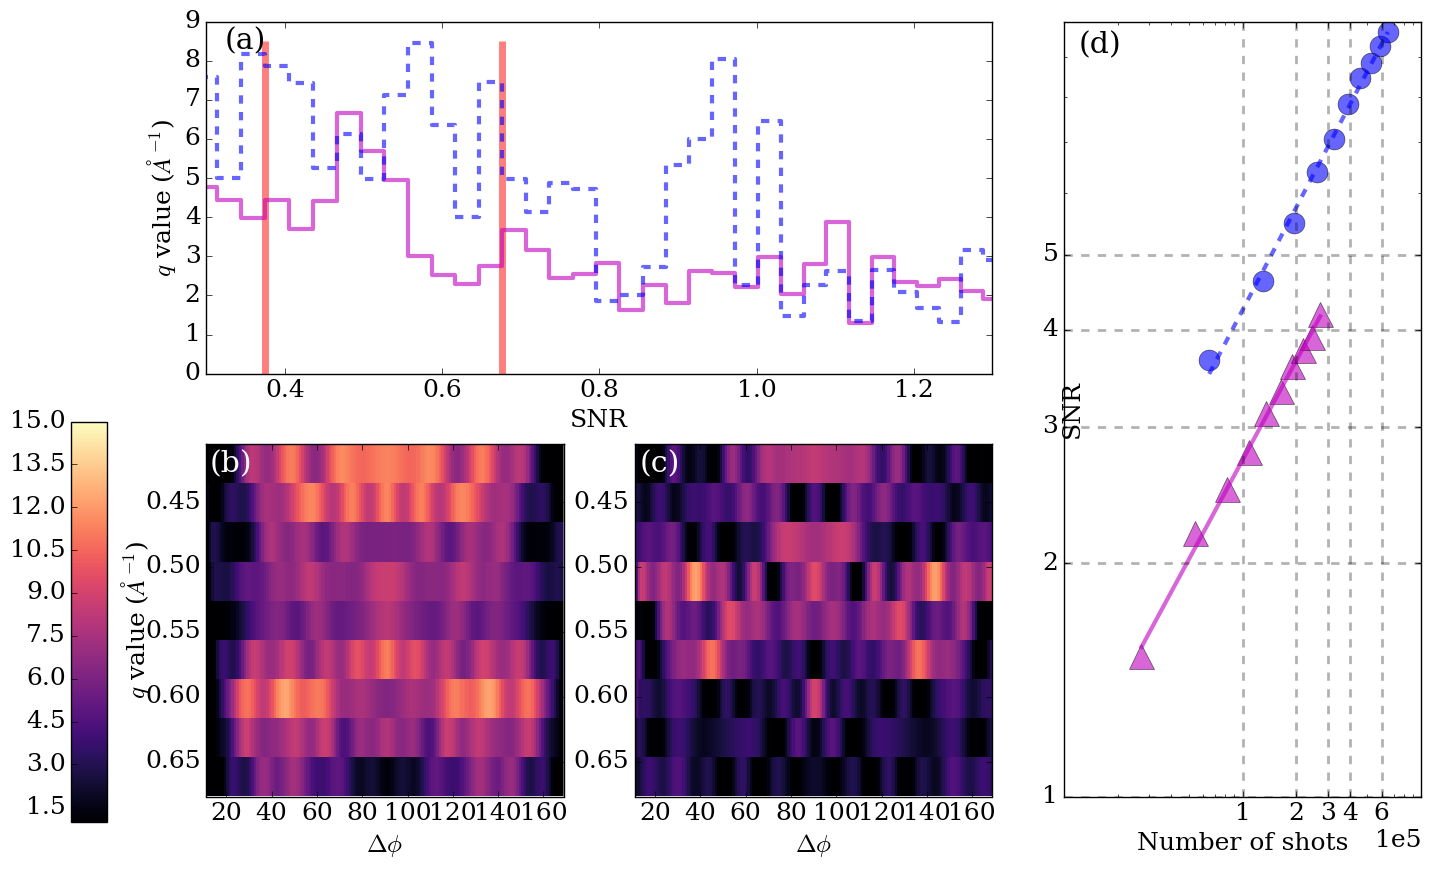 (a)
9
8
7
6
5
4
3
2
1
0
q value (Å⁻¹)
0.4 0.6 0.8 1.0 1.2
SNR
15.0
13.5
12.0
10.5
9.0
7.5
6.0
4.5
3.0
1.5
(b)
0.45
0.50
0.55
0.60
0.65
q value (Å⁻¹)
20 40 60 80 100 120 140 160
Δϕ
(c)
0.45
0.50
0.55
0.60
0.65
20 40 60 80 100 120 140 160
Δϕ
(d)
5
4
3
2
1
SNR
1 2 3 4 6
Number of shots
1e5